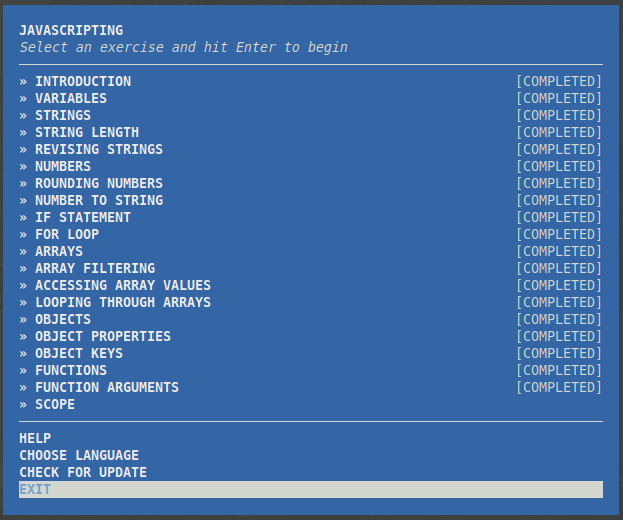 JAVASCRIPTING
Select an exercise and hit Enter to begin
» INTRODUCTION [COMPLETED]
» VARIABLES [COMPLETED]
» STRINGS [COMPLETED]
» STRING LENGTH [COMPLETED]
» REVISING STRINGS [COMPLETED]
» NUMBERS [COMPLETED]
» ROUNDING NUMBERS [COMPLETED]
» NUMBER TO STRING [COMPLETED]
» IF STATEMENT [COMPLETED]
» FOR LOOP [COMPLETED]
» ARRAYS [COMPLETED]
» ARRAY FILTERING [COMPLETED]
» ACCESSING ARRAY VALUES [COMPLETED]
» LOOPING THROUGH ARRAYS [COMPLETED]
» OBJECTS [COMPLETED]
» OBJECT PROPERTIES [COMPLETED]
» OBJECT KEYS [COMPLETED]
» FUNCTIONS [COMPLETED]
» FUNCTION ARGUMENTS [COMPLETED]
» SCOPE
HELP
CHOOSE LANGUAGE
CHECK FOR UPDATE
EXIT